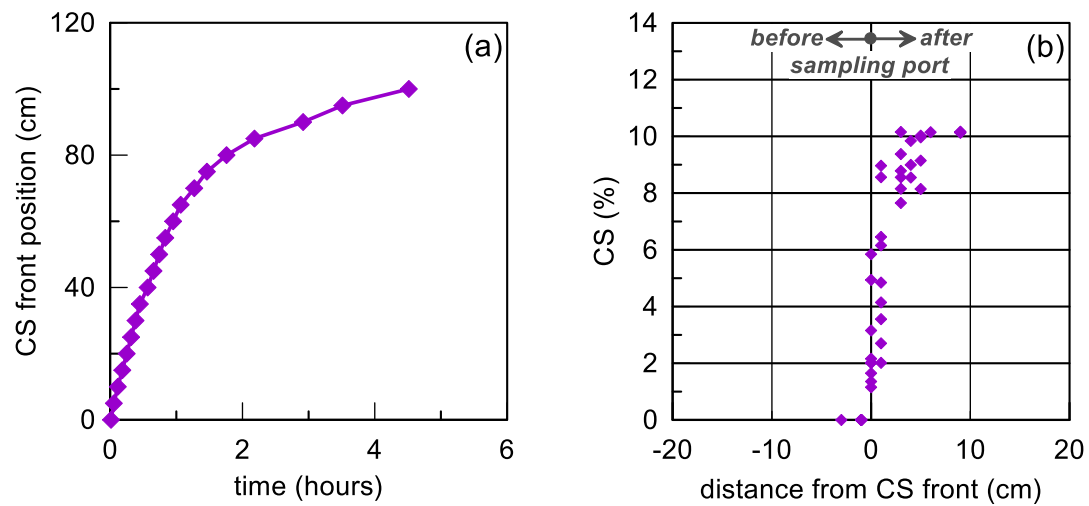 120
(a)
80
40
0
CS front position (cm)
0
2
4
6
time (hours)
14
before
after
(b)
sampling port
12
10
8
6
4
2
0
CS (%)
-20
-10
0
10
20
distance from CS front (cm)